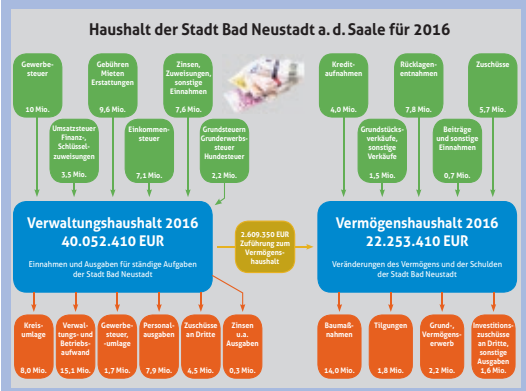 Haushalt der Stadt Bad Neustadt a. d. Saale für 2016
Gewerbe-
steuer
10 Mio.
Gebühren
Mieten
Erstattungen
9,6 Mio.
Zinsen,
Zuweisungen,
sonstige
Einnahmen
7,6 Mio.
Kredit-
aufnahmen
4,0 Mio.
Rücklagen-
entnahmen
7,8 Mio.
Zuschüsse
5,7 Mio.
Umsatzsteuer
Finanz-,
Schlüssel-
zuweisungen
3,5 Mio.
Einkommen-
steuer
7,1 Mio.
Grundsteuern
Grunderwerbs-
steuer
Hundesteuer
2,2 Mio.
Grundstücks-
verkäufe,
sonstige
Verkäufe
1,5 Mio.
Beiträge
und sonstige
Einnahmen
0,7 Mio.
Verwaltungshaushalt 2016
40.052.410 EUR
Einnahmen und Ausgaben für ständige Aufgaben
der Stadt Bad Neustadt
2.609.350 EUR
Zuführung zum
Vermögens-
haushalt
Vermögenshaushalt 2016
22.253.410 EUR
Veränderungen des Vermögens und der Schulden
der Stadt Bad Neustadt
Kreis-
umlage
8,0 Mio.
Verwal-
tungs- und
Betriebs-
aufwand
15,1 Mio.
Gewerbe-
steuer,
-umlage
1,7 Mio.
Personal-
ausgaben
7,9 Mio.
Zuschüsse
an Dritte
4,5 Mio.
Zinsen
u.a.
Ausgaben
0,3 Mio.
Baumaß-
nahmen
14,0 Mio.
Tilgungen
1,8 Mio.
Grund-,
Vermögens-
erwerb
2,2 Mio.
Investitions-
zuschüsse
an Dritte,
sonstige
Ausgaben
1,6 Mio.